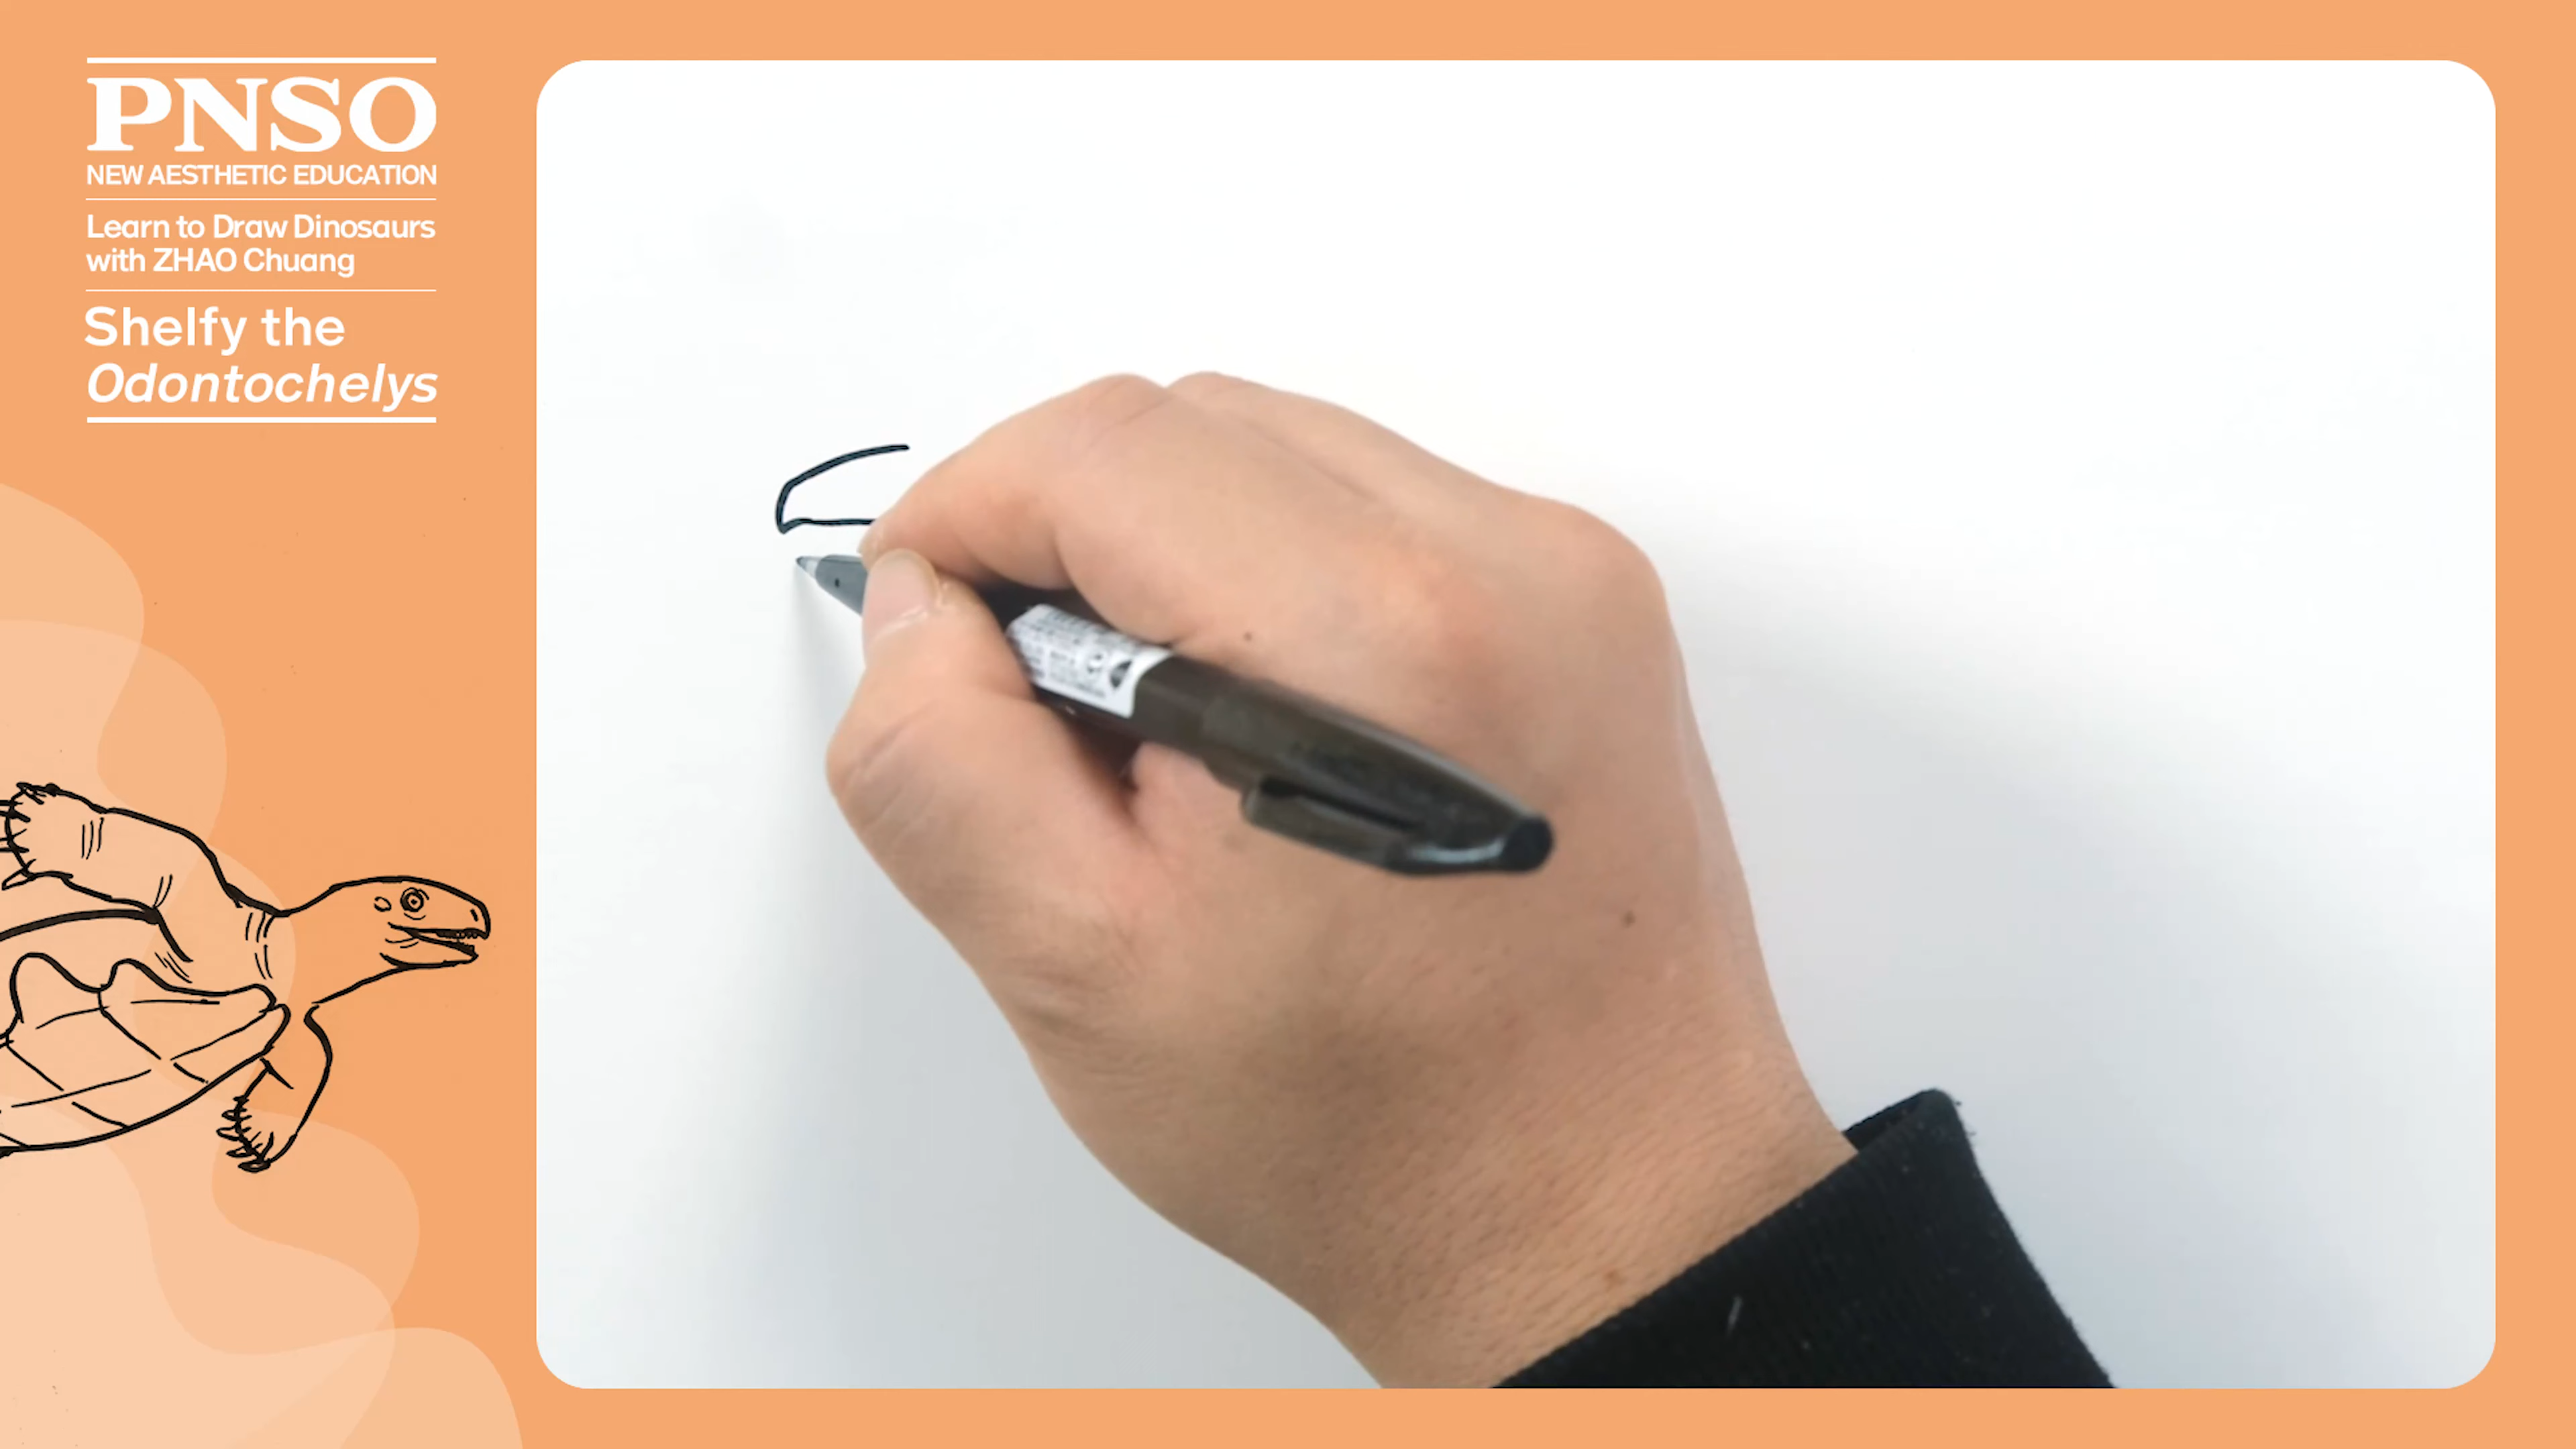 PNSO
NEW AESTHETIC EDUCATION
Learn to Draw Dinosaurs
with ZHAO Chuang
Shelfy the
Odontochelys